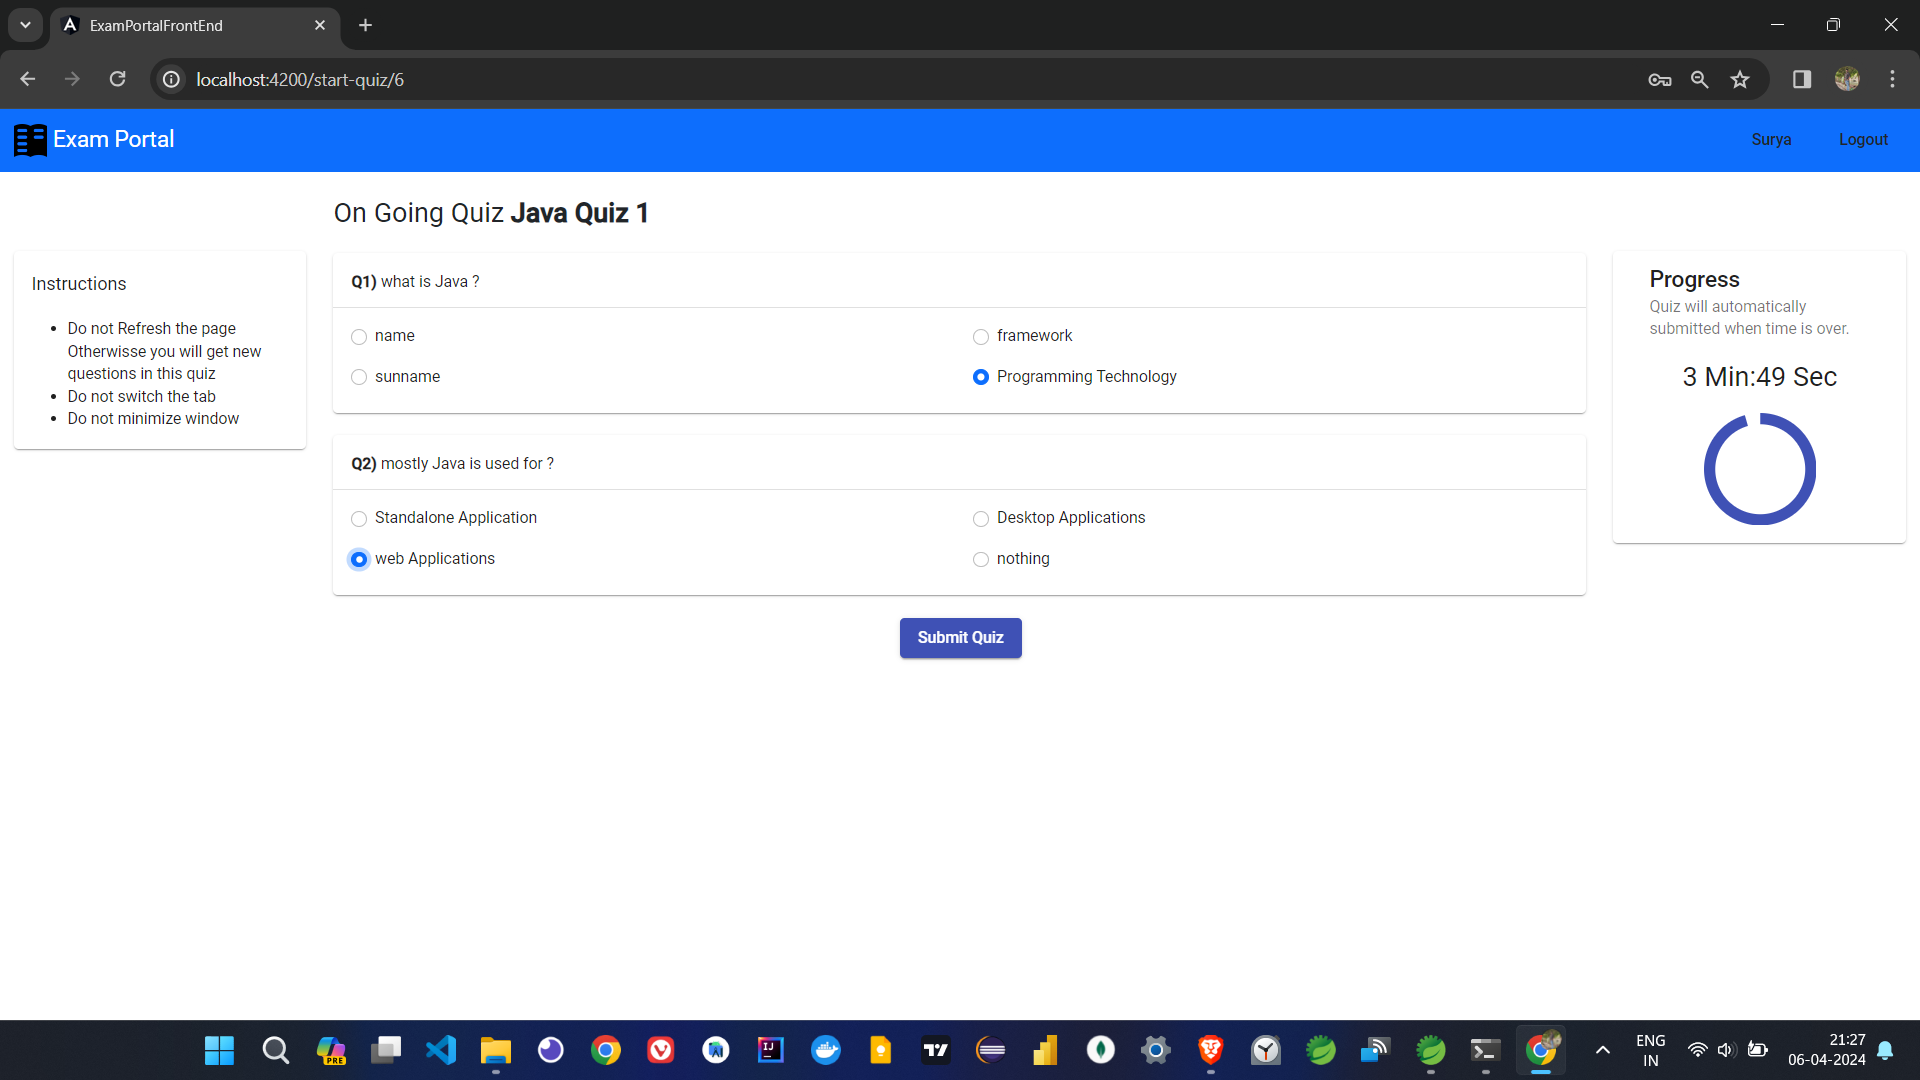 ExamPortalFrontEnd
localhost:4200/start-quiz/6
Exam Portal
Surya
Logout
On Going Quiz Java Quiz 1
Instructions
Do not Refresh the page
Otherwisse you will get new
questions in this quiz
Do not switch the tab
Do not minimize window
Q1) what is Java ?
name
framework
sunname
Programming Technology
Q2) mostly Java is used for ?
Standalone Application
Desktop Applications
web Applications
nothing
Submit Quiz
Progress
Quiz will automatically
submitted when time is over.
3 Min:49 Sec
PRE
IJ
ENG
IN
21:27
06-04-2024